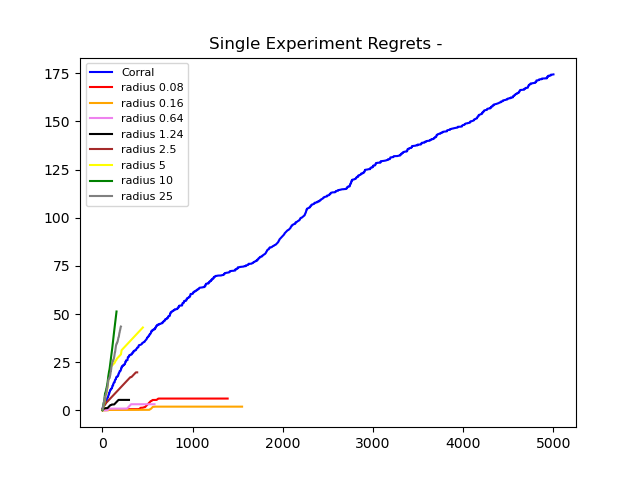 Single Experiment Regrets -
175
150
125
100
75
50
25
0
Corral
radius 0.08
radius 0.16
radius 0.64
radius 1.24
radius 2.5
radius 5
radius 10
radius 25
0 1000 2000 3000 4000 5000